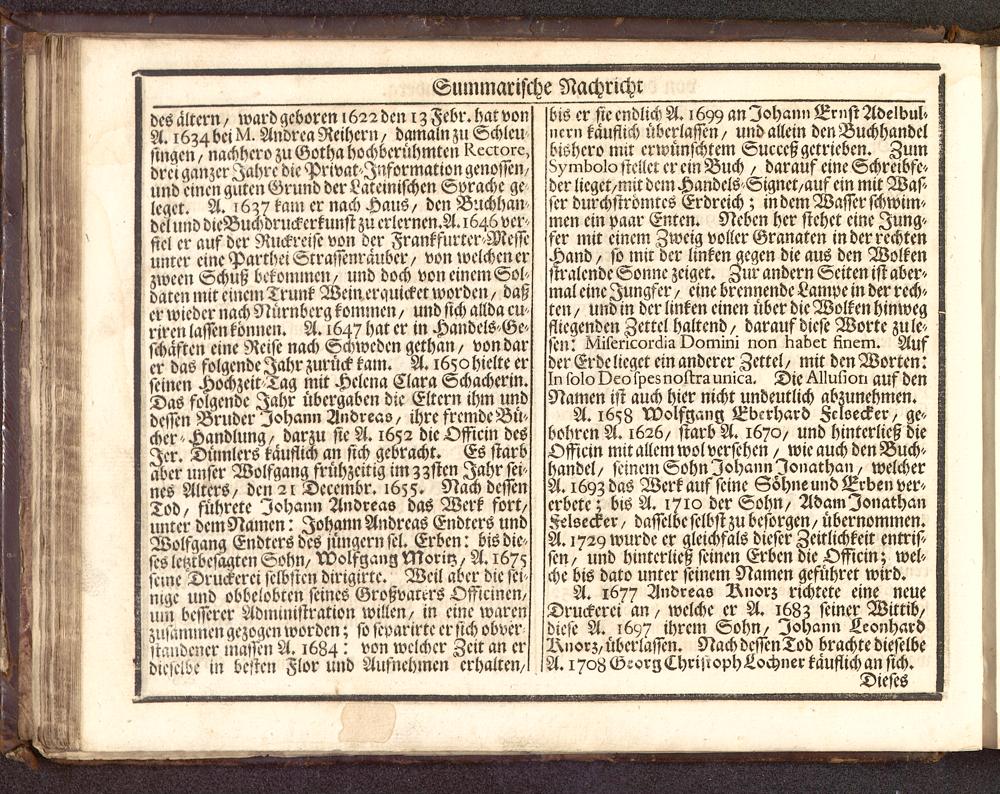 Summarische Nachricht
des ältern, ward geboren 1622 den 13 Febr. hat von
A. 1634 bei M. Andrea Reihern, damaln zu Schleu-
singen, nachhero zu Gotha hochberühmten Rectore,
drei ganzer Jahre die Privat-Information genossen,
und einen guten Grund der Lateinischen Sprache ge-
leget. A. 1637 kam er nach Haus, den Buchhan-
del und die Buchdruckerkunst zu erlernen. A. 1646 ver-
fiel er auf der Ruckreise von der Frankfurter-Messe
unter eine Parthei Strassenräuber, von welchen er
zween Schuß bekommen, und doch von einem Sol-
daten mit einem Trunk Wein erquicket worden, daß
er wieder nach Nürnberg kommen, und sich allda cu-
riren lassen können. A. 1647 hat er in Handels-Ge-
schäften eine Reise nach Schweden gethan, von dar
er das folgende Jahr zurück kam. A. 1650 hielte er
seinen Hochzeit-Tag mit Helena Clara Schacherin.
Das folgende Jahr übergaben die Eltern ihm und
dessen Bruder Johann Andreas, ihre fremde Bü-
cher-Handlung, darzu sie A. 1652 die Officin des
Jer. Dümlers käuflich an sich gebracht. Es starb
aber unser Wolfgang frühzeitig im 33sten Jahr sei-
nes Alters, den 21 Decembr. 1655. Nach dessen
Tod, führete Johann Andreas das Werk fort,
unter dem Namen: Johann Andreas Endters und
Wolfgang Endters des jüngern sel. Erben: bis die-
ses letztbesagten Sohn, Wolfgang Moritz, A. 1675
seine Druckerei selbsten dirigirte. Weil aber die sei-
nige und obbelobten seines Großvaters Officinen,
um besserer Administration willen, in eine waren
zusammen gezogen worden; so separirte er sich obver-
standener massen A. 1684: von welcher Zeit an er
dieselbe in besten Flor und Aufnehmen erhalten,
bis er sie endlich A. 1699 an Johann Ernst Adelbul-
nern käuflich überlassen, und allein den Buchhandel
bishero mit erwünschtem Succeß getrieben. Zum
Symbolo stellet er ein Buch, darauf eine Schreibfe-
der lieget, mit dem Handels-Signet, auf ein mit Was-
ser durchströmtes Erdreich; in dem Wasser schwim-
men ein paar Enten. Neben her stehet eine Jung-
fer mit einem Zweig voller Granaten in der rechten
Hand, so mit der linken gegen die aus den Wolken
stralende Sonne zeiget. Zur andern Seiten ist aber-
mal eine Jungfer, eine brennende Lampe in der rech-
ten, und in der linken einen über die Wolken hinweg
fliegenden Zettel haltend, darauf diese Worte zu le-
sen: Misericordia Domini non habet finem. Auf
der Erde lieget ein anderer Zettel, mit den Worten:
In solo Deo spes nostra unica. Die Allusion auf den
Namen ist auch hier nicht undeutlich abzunehmen.
A. 1658 Wolfgang Eberhard Felsecker, ge-
bohren A. 1626, starb A. 1670, und hinterließ die
Officin mit allem wol versehen, wie auch den Buch-
handel, seinem Sohn Johann Jonathan, welcher
A. 1693 das Werk auf seine Söhne und Erben ver-
erbete; bis A. 1710 der Sohn, Adam Jonathan
Felsecker, dasselbe selbst zu besorgen, übernommen.
A. 1729 wurde er gleichfals dieser Zeitlichkeit entris-
sen, und hinterließ seinen Erben die Officin; wel-
che bis dato unter seinem Namen geführet wird.
A. 1677 Andreas Knorz richtete eine neue
Druckerei an, welche er A. 1683 seiner Wittib,
diese A. 1697 ihrem Sohn, Johann Leonhard
Knorz, überlassen. Nach dessen Tod brachte dieselbe
A. 1708 Georg Christoph Lochner käuflich an sich.
Dieses